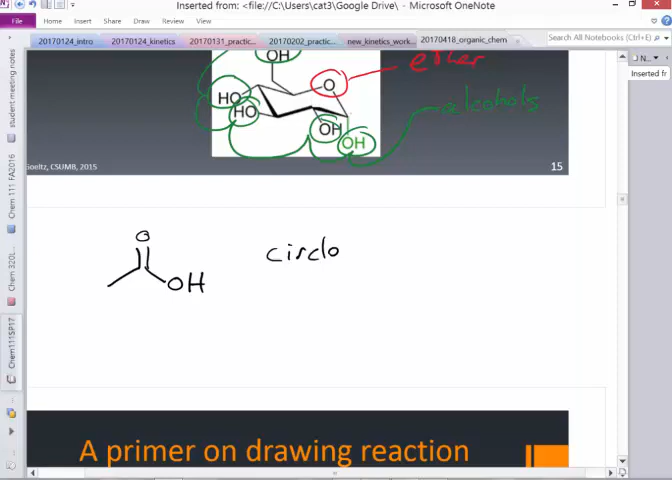 Inserted from: <file://C:\Users\cat3\Google Drive\ - Microsoft OneNote
File Home Insert Share Draw Review View
20170124_intro 20170124_kinetics 20170131_practic... 20170202_practic... new_kinetics_work... 20170418_organic_chem Search All Notebooks (Ctrl+E)
student meeting notes
Chem 111 FA2016
Chem 320L
Chem111SP17
N...
Inserted fr
OH
O
ether
HO
HO
alcohols
OH
OH
Goeltz, CSUMB, 2015
15
O
OH
circlo
A primer on drawing reaction